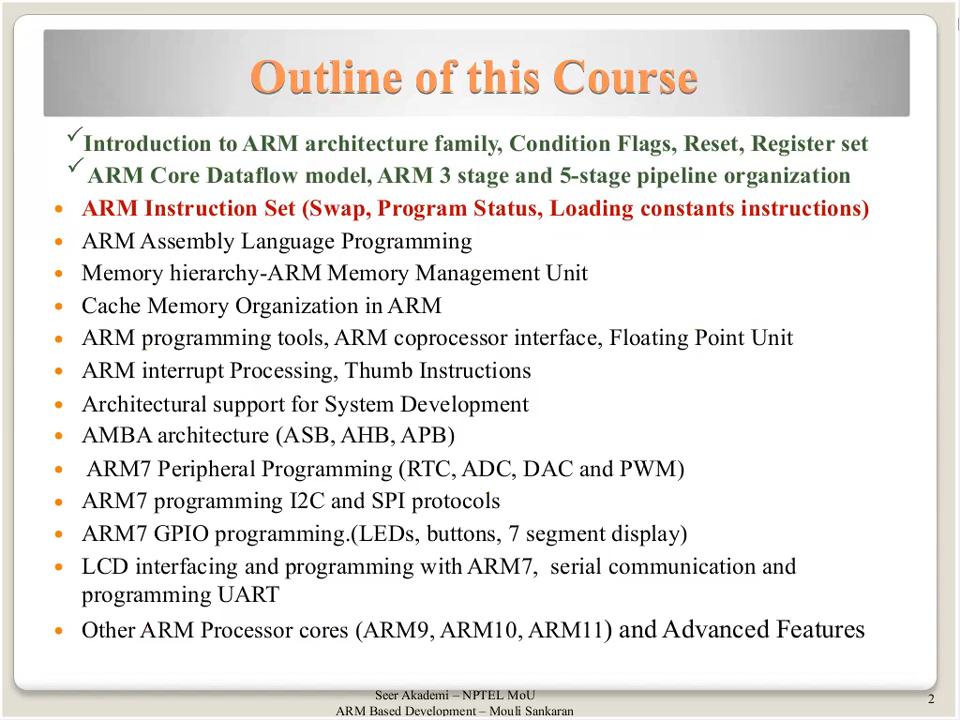 Outline of this Course
✓Introduction to ARM architecture family, Condition Flags, Reset, Register set
✓ARM Core Dataflow model, ARM 3 stage and 5-stage pipeline organization
• ARM Instruction Set (Swap, Program Status, Loading constants instructions)
• ARM Assembly Language Programming
• Memory hierarchy-ARM Memory Management Unit
• Cache Memory Organization in ARM
• ARM programming tools, ARM coprocessor interface, Floating Point Unit
• ARM interrupt Processing, Thumb Instructions
• Architectural support for System Development
• AMBA architecture (ASB, AHB, APB)
• ARM7 Peripheral Programming (RTC, ADC, DAC and PWM)
• ARM7 programming I2C and SPI protocols
• ARM7 GPIO programming.(LEDs, buttons, 7 segment display)
• LCD interfacing and programming with ARM7, serial communication and
programming UART
• Other ARM Processor cores (ARM9, ARM10, ARM11) and Advanced Features
Seer Akademi – NPTEL MoU
ARM Based Development – Mouli Sankaran
2